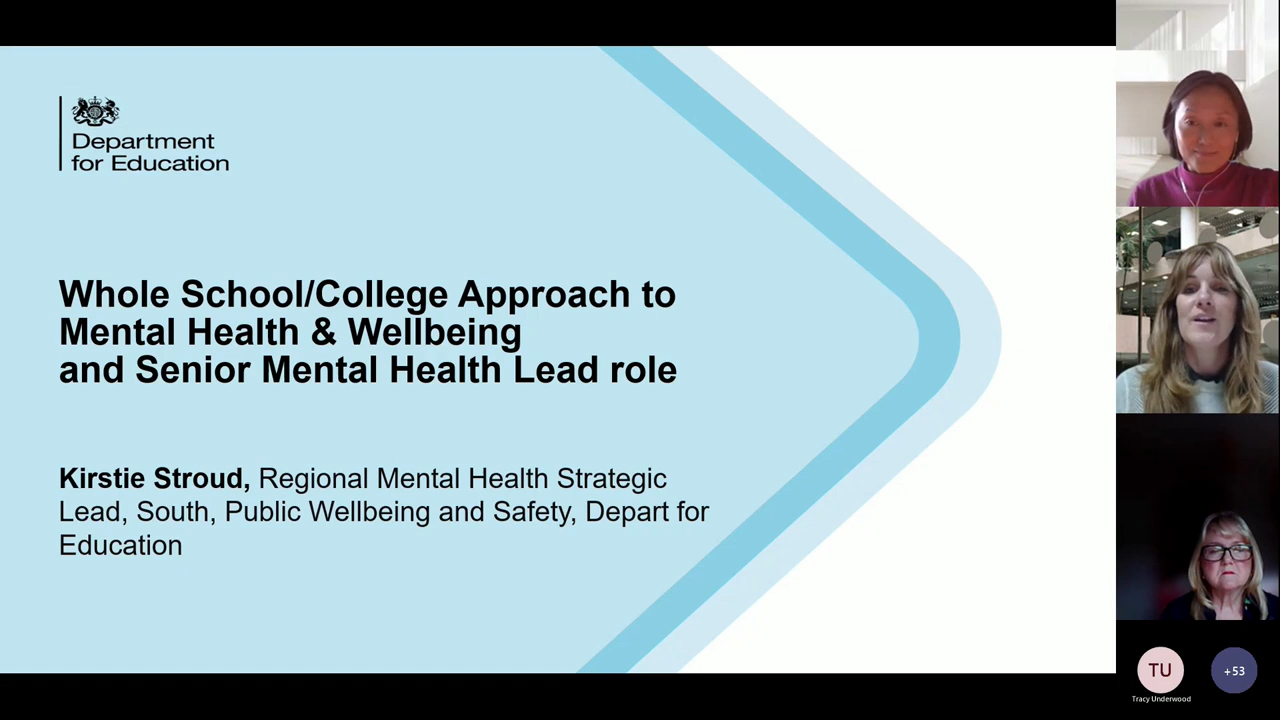 Department
for Education
Whole School/College Approach to
Mental Health & Wellbeing
and Senior Mental Health Lead role
Kirstie Stroud, Regional Mental Health Strategic
Lead, South, Public Wellbeing and Safety, Depart for
Education
TU
+53
Tracy Underwood